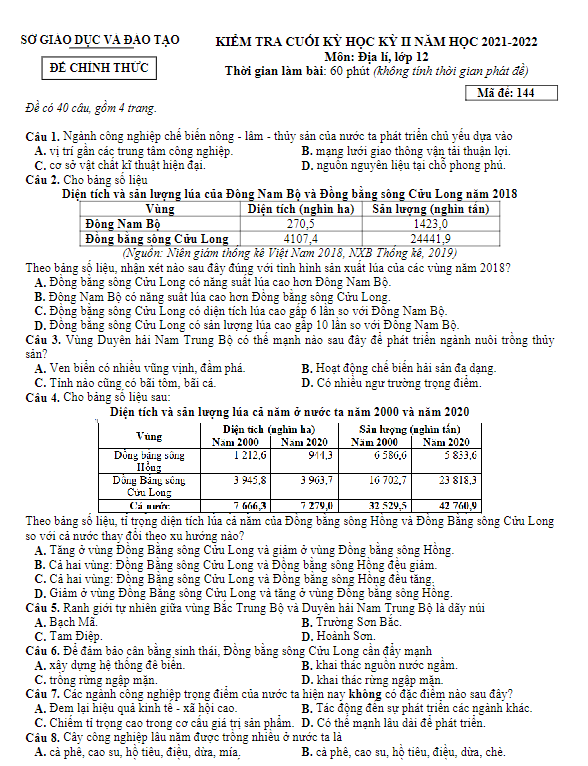 SỞ GIÁO DỤC VÀ ĐÀO TẠO
ĐỀ CHÍNH THỨC
KIỂM TRA CUỐI KỲ HỌC KỲ II NĂM HỌC 2021-2022
Môn: Địa lí, lớp 12
Thời gian làm bài: 60 phút (không tính thời gian phát đề)
Mã đề: 144
Đề có 40 câu, gồm 4 trang.
Câu 1. Ngành công nghiệp chế biến nông - lâm - thủy sản của nước ta phát triển chủ yếu dựa vào
A. vị trí gần các trung tâm công nghiệp. B. mạng lưới giao thông vận tải thuận lợi.
C. cơ sở vật chất kĩ thuật hiện đại. D. nguồn nguyên liệu tại chỗ phong phú.
Câu 2. Cho bảng số liệu
Diện tích và sản lượng lúa của Đông Nam Bộ và Đồng bằng sông Cửu Long năm 2018
Vùng Diện tích (nghìn ha) Sản lượng (nghìn tấn)
Đông Nam Bộ 270,5 1423,0
Đồng bằng sông Cửu Long 4107,4 24441,9
(Nguồn: Niên giám thống kê Việt Nam 2018, NXB Thống kê, 2019)
Theo bảng số liệu, nhận xét nào sau đây đúng với tình hình sản xuất lúa của các vùng năm 2018?
A. Đồng bằng sông Cửu Long có năng suất lúa cao hơn Đông Nam Bộ.
B. Đông Nam Bộ có năng suất lúa cao hơn Đồng bằng sông Cửu Long.
C. Đồng bằng sông Cửu Long có diện tích lúa cao gấp 6 lần so với Đông Nam Bộ.
D. Đồng bằng sông Cửu Long có sản lượng lúa cao gấp 10 lần so với Đông Nam Bộ.
Câu 3. Vùng Duyên hải Nam Trung Bộ có thế mạnh nào sau đây để phát triển ngành nuôi trồng thủy
sản?
A. Ven biển có nhiều vũng vịnh, đầm phá. B. Hoạt động chế biến hải sản đa dạng.
C. Tỉnh nào cũng có bãi tôm, bãi cá. D. Có nhiều ngư trường trọng điểm.
Câu 4. Cho bảng số liệu sau:
Diện tích và sản lượng lúa cả năm ở nước ta năm 2000 và năm 2020
Vùng Diện tích (nghìn ha) Sản lượng (nghìn tấn)
Năm 2000 Năm 2020 Năm 2000 Năm 2020
Đồng bằng sông Hồng 1 212,6 944,3 6 586,6 5 853,6
Đồng Bằng sông Cửu Long 3 945,8 3 963,7 16 702,7 23 818,3
Cả nước 7 666,3 7 279,0 32 529,5 42 760,9
Theo bảng số liệu, tỉ trọng diện tích lúa cả năm của Đồng bằng sông Hồng và Đồng Bằng sông Cửu Long
so với cả nước thay đổi theo xu hướng nào?
A. Tăng ở vùng Đồng Bằng sông Cửu Long và giảm ở vùng Đồng bằng sông Hồng.
B. Cả hai vùng: Đồng Bằng sông Cửu Long và Đồng bằng sông Hồng đều giảm.
C. Cả hai vùng: Đồng Bằng sông Cửu Long và Đồng bằng sông Hồng đều tăng.
D. Giảm ở vùng Đồng Bằng sông Cửu Long và tăng ở vùng Đồng bằng sông Hồng.
Câu 5. Ranh giới tự nhiên giữa vùng Bắc Trung Bộ và Duyên hải Nam Trung Bộ là dãy núi
A. Bạch Mã. B. Trường Sơn Bắc.
C. Tam Điệp. D. Hoành Sơn.
Câu 6. Để đảm bảo cân bằng sinh thái, Đồng bằng sông Cửu Long cần đẩy mạnh
A. xây dựng hệ thống đê biển. B. khai thác nguồn nước ngầm.
C. trồng rừng ngập mặn. D. khai thác rừng ngập mặn.
Câu 7. Các ngành công nghiệp trọng điểm của nước ta hiện nay không có đặc điểm nào sau đây?
A. Đem lại hiệu quả kinh tế - xã hội cao. B. Tác động đến sự phát triển các ngành khác.
C. Chiếm tỉ trọng cao trong cơ cấu giá trị sản phẩm. D. Có thế mạnh lâu dài để phát triển.
Câu 8. Cây công nghiệp lâu năm được trồng nhiều ở nước ta là
A. cà phê, cao su, hồ tiêu, điều, dừa, mía. B. cà phê, cao su, hồ tiêu, điều, dừa, chè.